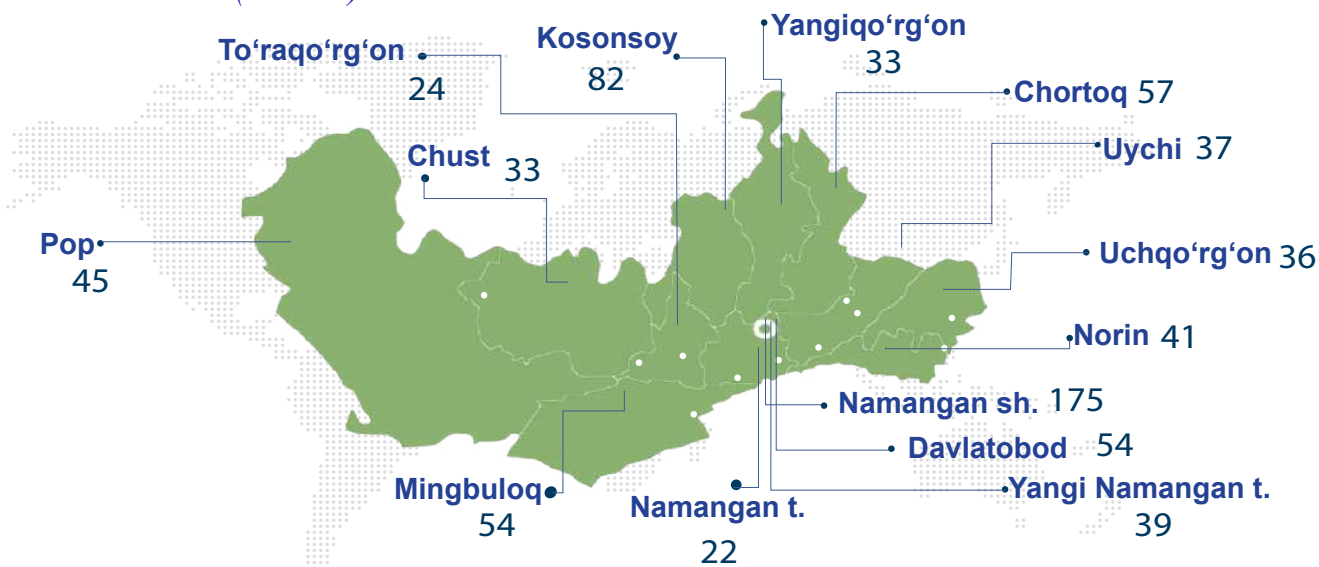 Yangiqo‘rg‘on
33
Kosonsoy
82
To‘raqo‘rg‘on
24
Chortoq 57
Uychi 37
Chust 33
Pop
45
Uchqo‘rg‘on 36
Norin 41
Namangan sh. 175
Davlatobod 54
Mingbuloq
54
Namangan t.
22
Yangi Namangan t.
39